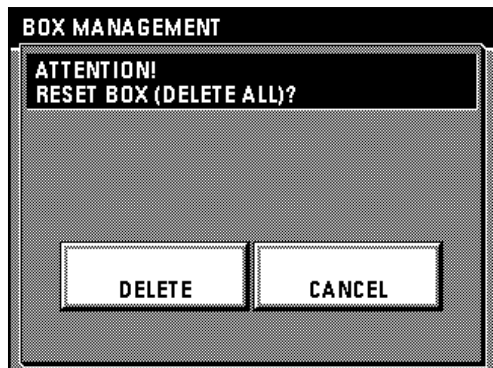 BOX MANAGEMENT
ATTENTION!
RESET BOX (DELETE ALL)?
DELETE
CANCEL